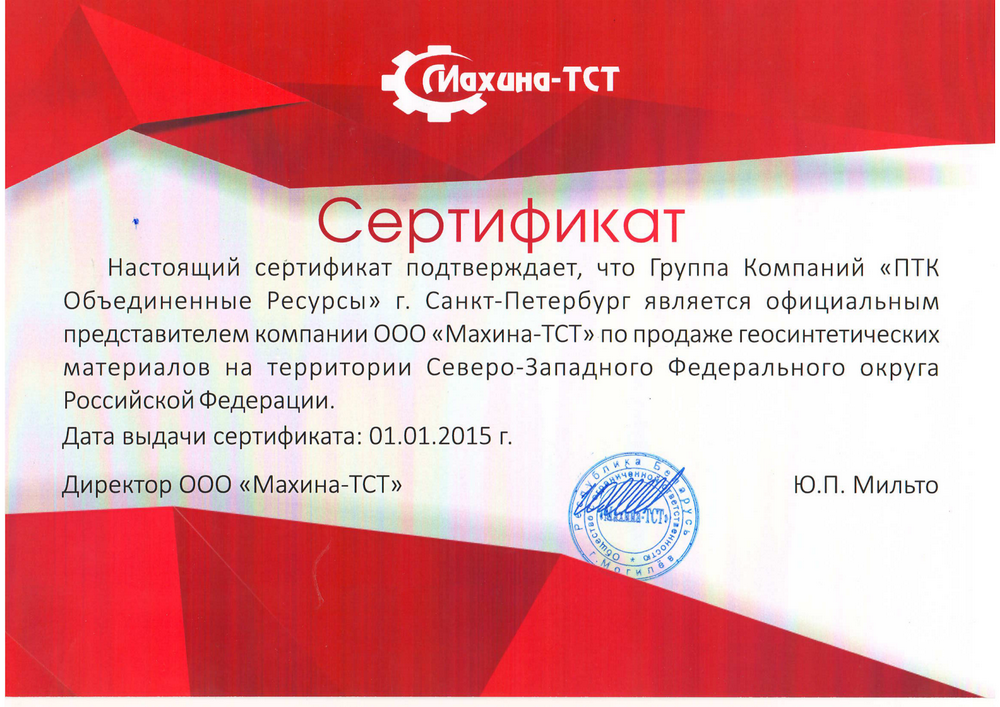 Махина-ТСТ
Сертификат
Настоящий сертификат подтверждает, что Группа Компаний «ПТК
Объединенные Ресурсы» г. Санкт-Петербург является официальным
представителем компании ООО «Махина-ТСТ» по продаже геосинтетических
материалов на территории Северо-Западного Федерального округа
Российской Федерации.
Дата выдачи сертификата: 01.01.2015 г.
Директор ООО «Махина-ТСТ»
Ю.П. Мильто
Республика Беларусь
Общество с ограниченной ответственностью
«Махина-ТСТ»
г. Могилёв